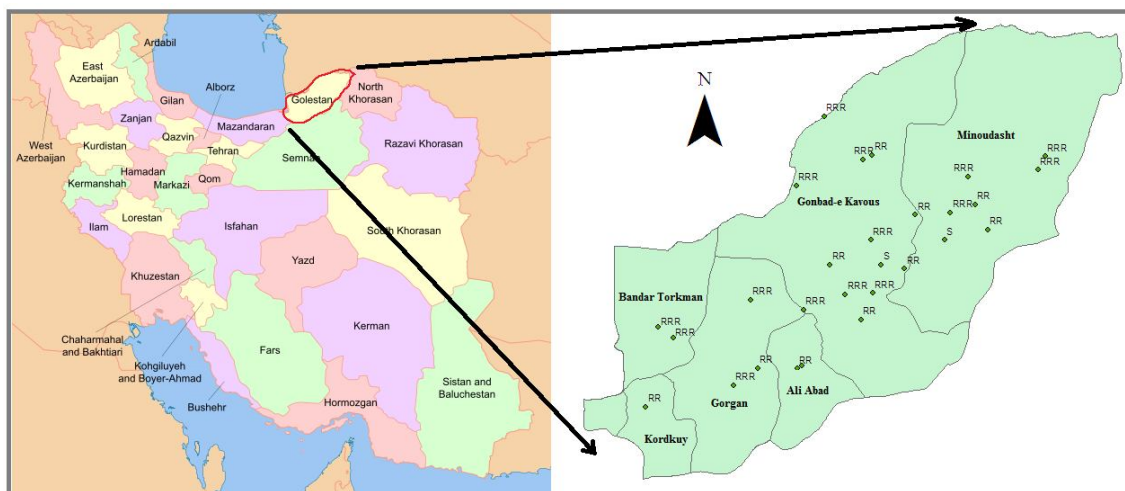 Ardabil
East
Azerbaijan
Gilan
Alborz
Golestan
North
Khorasan
Zanjan
Mazandaran
West
Azerbaijan
Qazvin
Kurdistan
Tehran
Semnan
Razavi Khorasan
Hamadan
Qom
Kermanshah
Markazi
Lorestan
Ilam
Isfahan
South Khorasan
Khuzestan
Yazd
Chaharmahal
and Bakhtiari
Kerman
Fars
Kohgiluyeh
and Boyer-Ahmad
Sistan and
Baluchestan
Bushehr
Hormozgan
N
RRR
Minoudasht
RRR
RR
RRR
RRR
RRR
RRR
Gonbad-e Kavous
RR
RRR
RR
RR
RRR
S
RR
S
RR
Bandar Torkman
RRR
RRR
RRR
RRR
RR
RRR
RRR
RR
RR
RRR
Ali Abad
RR
Gorgan
Kordkuy